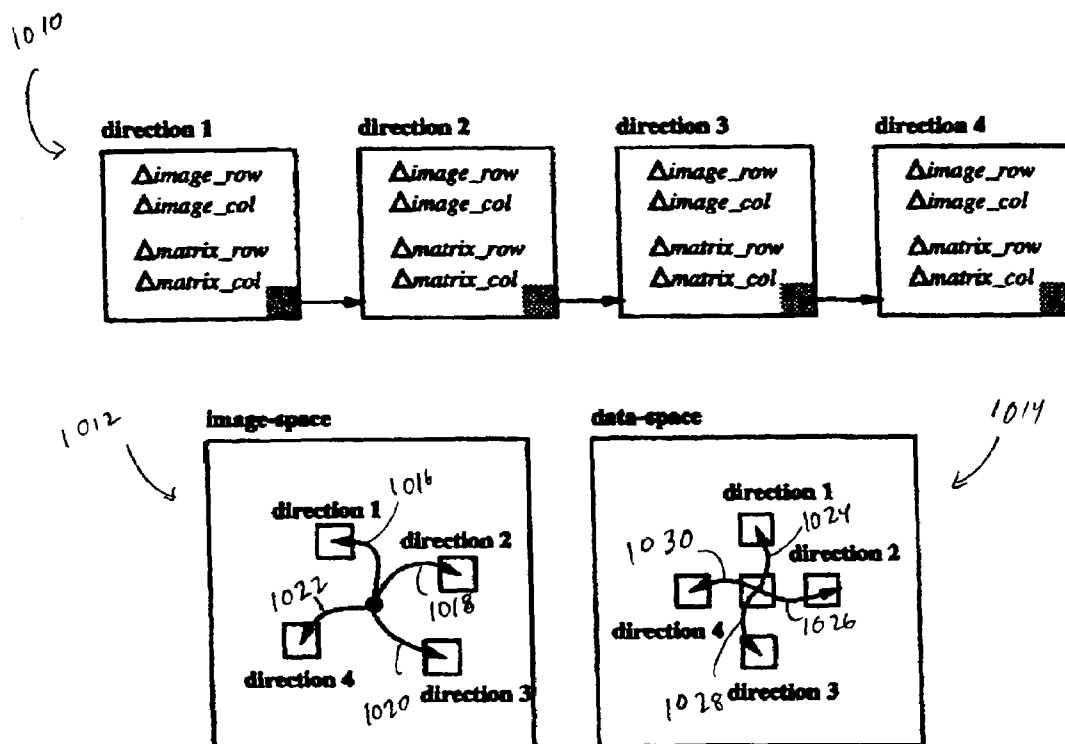 1010
direction 1 direction 2 direction 3 direction 4
Δimage_row Δimage_row Δimage_row Δimage_row
Δimage_col Δimage_col Δimage_col Δimage_col
Δmatrix_row Δmatrix_row Δmatrix_row Δmatrix_row
Δmatrix_col Δmatrix_col Δmatrix_col Δmatrix_col
1012
image-space
1016
direction 1
direction 2
1022
1018
direction 4
1020
direction 3
data-space
1014
direction 1
1024
1030
direction 2
direction 4
1026
1028
direction 3